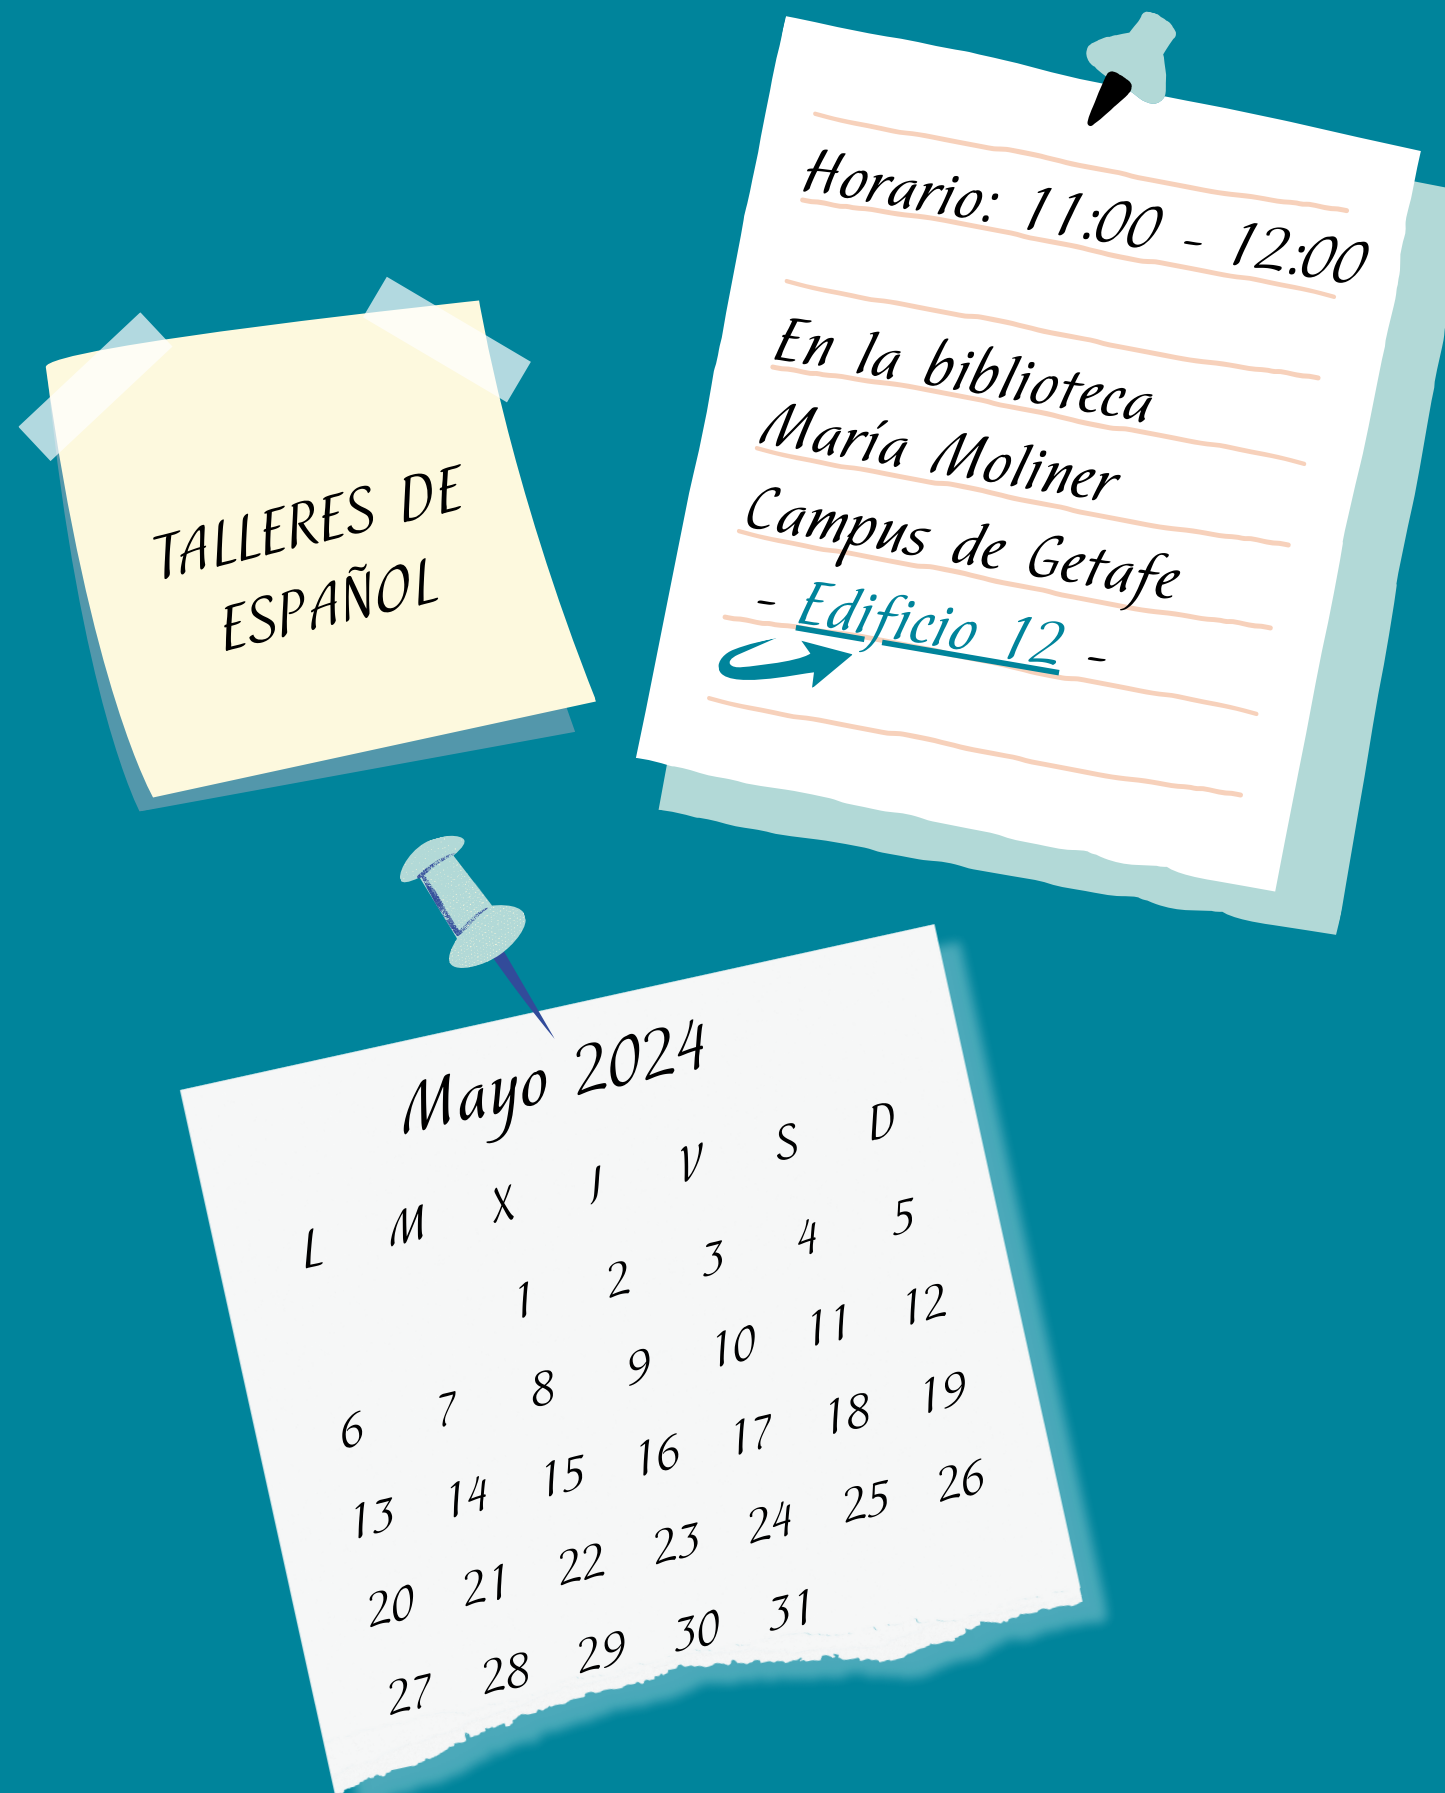 TALLERES DE
ESPAÑOL
Horario: 11:00 - 12:00
En la biblioteca
María Moliner
Campus de Getafe
- Edificio 12 -
Mayo 2024
L M X J V S D
1 2 3 4 5
6 7 8 9 10 11 12
13 14 15 16 17 18 19
20 21 22 23 24 25 26
27 28 29 30 31